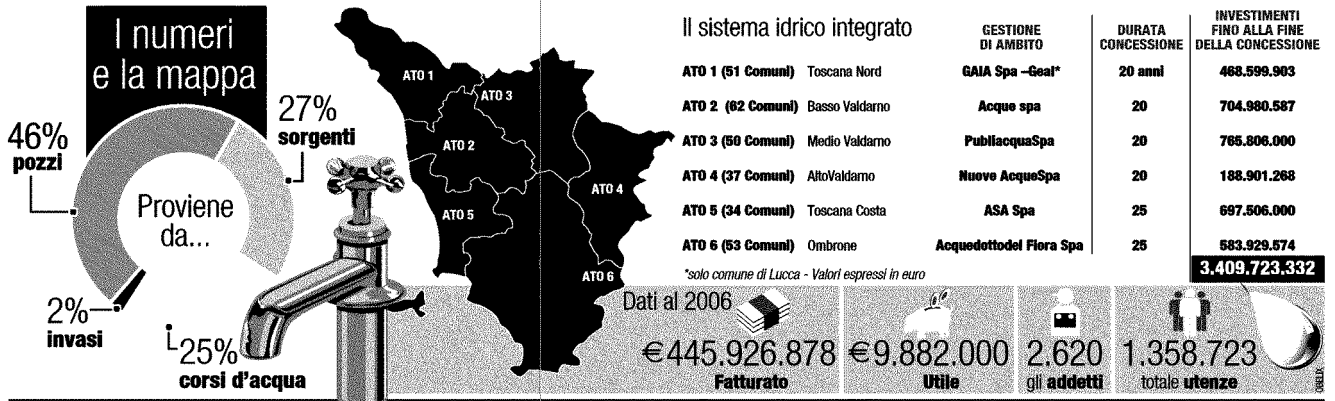 I numeri
e la mappa
46%
pozzi
27%
sorgenti
Proviene
da...
2%
invasi
25%
corsi d'acqua
ATO 1
ATO 3
ATO 2
ATO 4
ATO 5
ATO 6
Il sistema idrico integrato
GESTIONE
DI AMBITO
DURATA
CONCESSIONE
INVESTIMENTI
FINO ALLA FINE
DELLA CONCESSIONE
ATO 1 (51 Comuni) Toscana Nord GAIA Spa –Geal* 20 anni 468.599.903
ATO 2 (62 Comuni) Basso Valdarno Acque spa 20 704.980.587
ATO 3 (50 Comuni) Medio Valdarno PubliacquaSpa 20 765.806.000
ATO 4 (37 Comuni) AltoValdarno Nuove AcqueSpa 20 188.901.268
ATO 5 (34 Comuni) Toscana Costa ASA Spa 25 697.506.000
ATO 6 (53 Comuni) Ombrone Acquedottodel Fiora Spa 25 583.929.574
*solo comune di Lucca - Valori espressi in euro
3.409.723.332
Dati al 2006
€445.926.878
Fatturato
€9.882.000
Utile
2.620
gli addetti
1.358.723
totale utenze